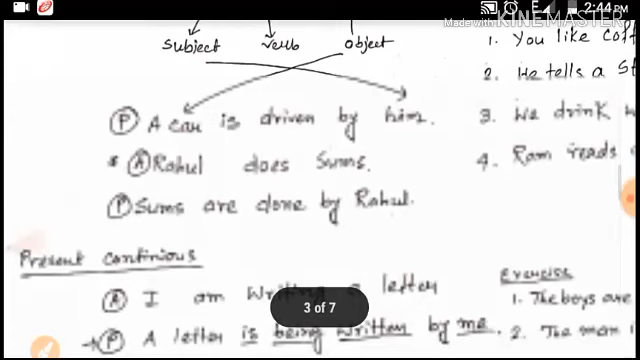 2:44 PM
Made with KINEMASTER
Subject verb object
1. You like
2. He tells a
Ⓟ A car is driven by him.
3. We drink
Ⓐ Rahul does Sums.
4. Ram reads
Ⓟ Sums are done by Rahul.
Present continious
Ⓐ I am writing a letter
3 of 7
Exercise
1. The boys are
Ⓟ A letter is being written by me.
2. The man